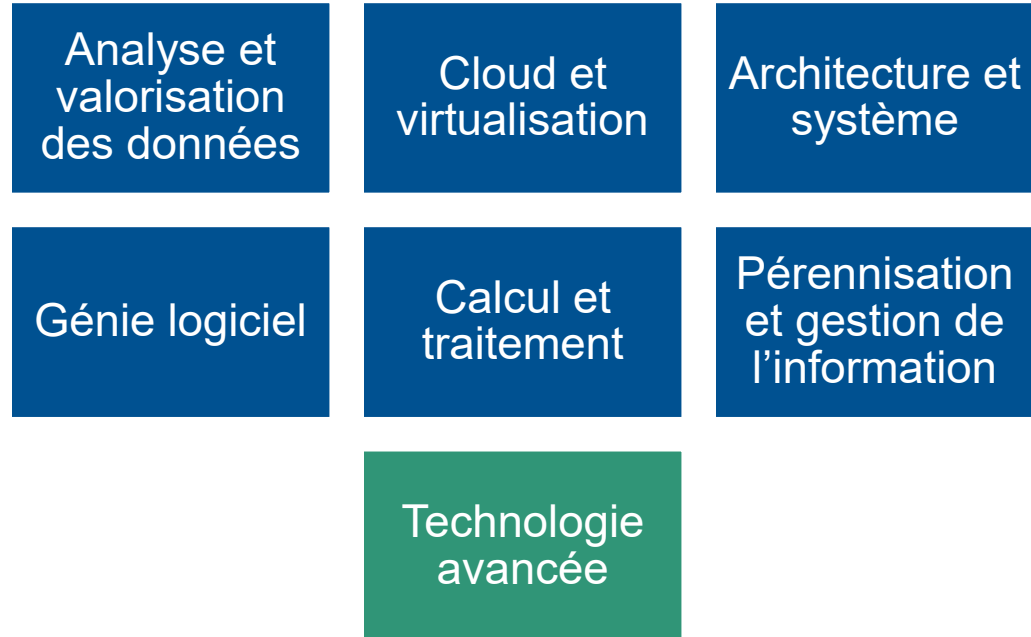 Analyse et
valorisation
des données
Cloud et
virtualisation
Architecture et
système
Génie logiciel
Calcul et
traitement
Pérennisation
et gestion de
l’information
Technologie
avancée